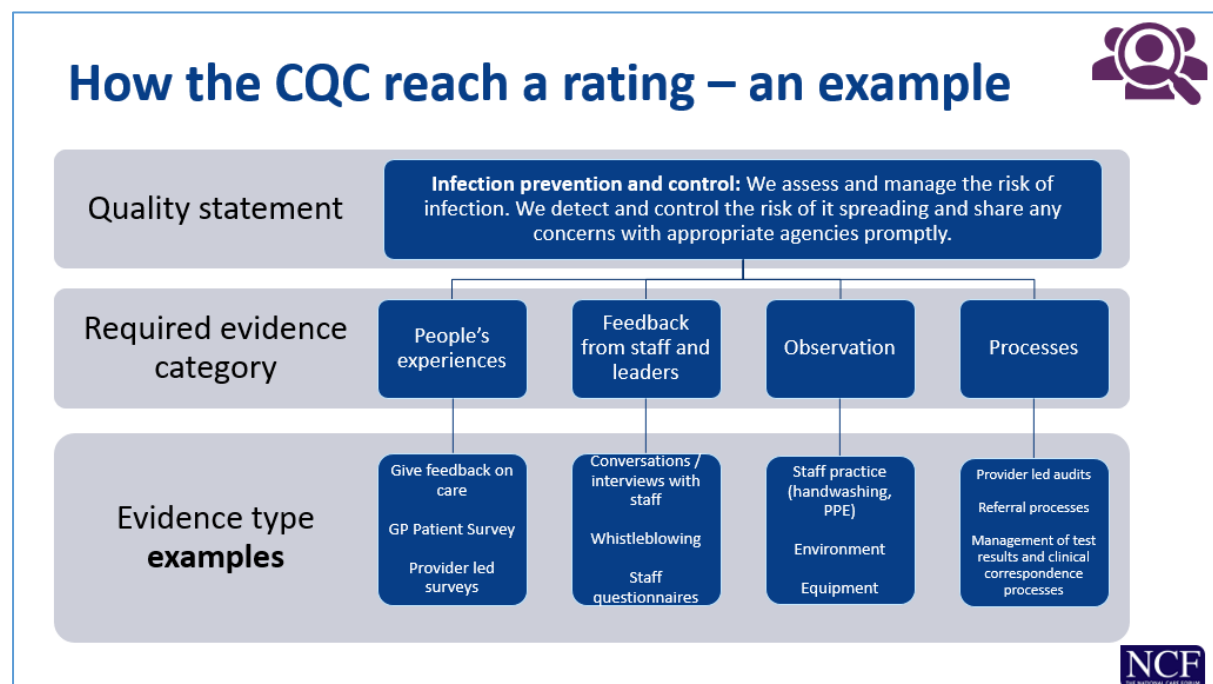 How the CQC reach a rating – an example
Quality statement
Infection prevention and control: We assess and manage the risk of
infection. We detect and control the risk of it spreading and share any
concerns with appropriate agencies promptly.
Required evidence
category
People's
experiences
Feedback
from staff and
leaders
Observation
Processes
Evidence type
examples
Give feedback on
care
GP Patient Survey
Provider led
surveys
Conversations /
interviews with
staff
Whistleblowing
Staff
questionnaires
Staff practice
(handwashing,
PPE)
Environment
Equipment
Provider led audits
Referral processes
Management of test
results and clinical
correspondence
processes
NCF
THE NATIONAL CARE FORUM